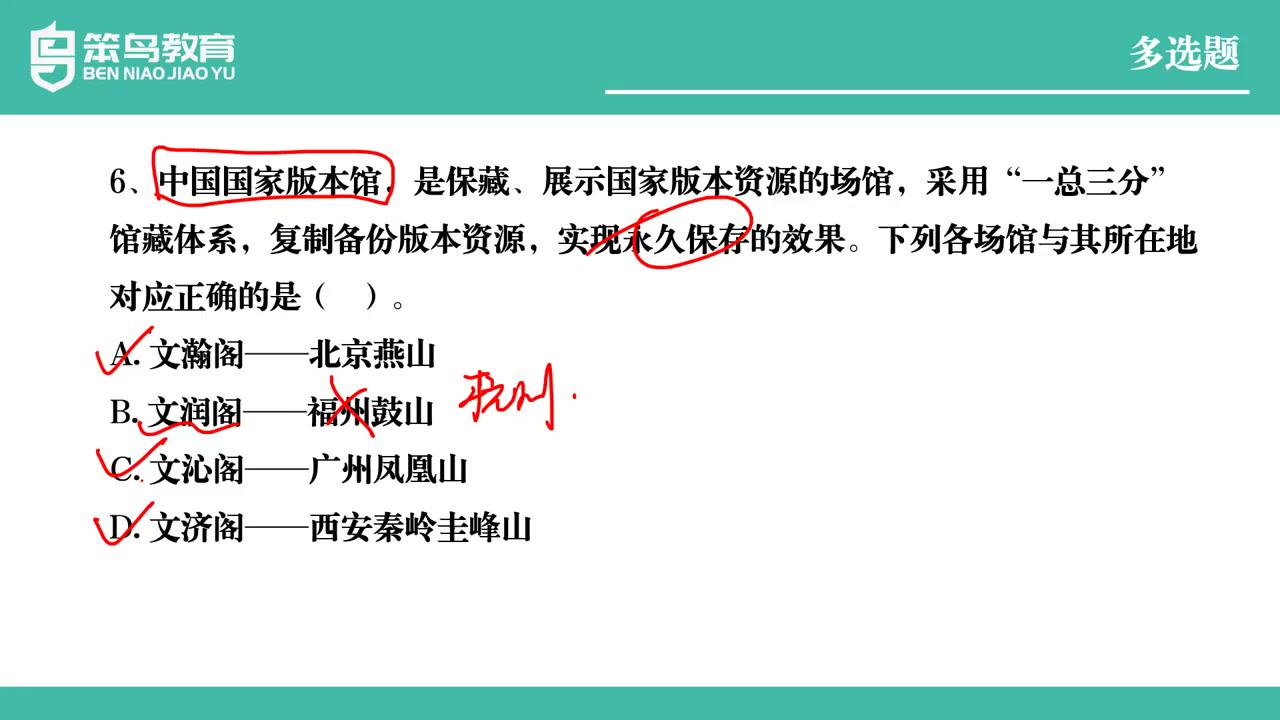 笨鸟教育
BEN NIAO JIAO YU
多选题
6、中国国家版本馆，是保藏、展示国家版本资源的场馆，采用“一总三分”
馆藏体系，复制备份版本资源，实现永久保存的效果。下列各场馆与其所在地
对应正确的是（　）。
A. 文瀚阁——北京燕山
B. 文润阁——福州鼓山
C. 文沁阁——广州凤凰山
D. 文济阁——西安秦岭圭峰山